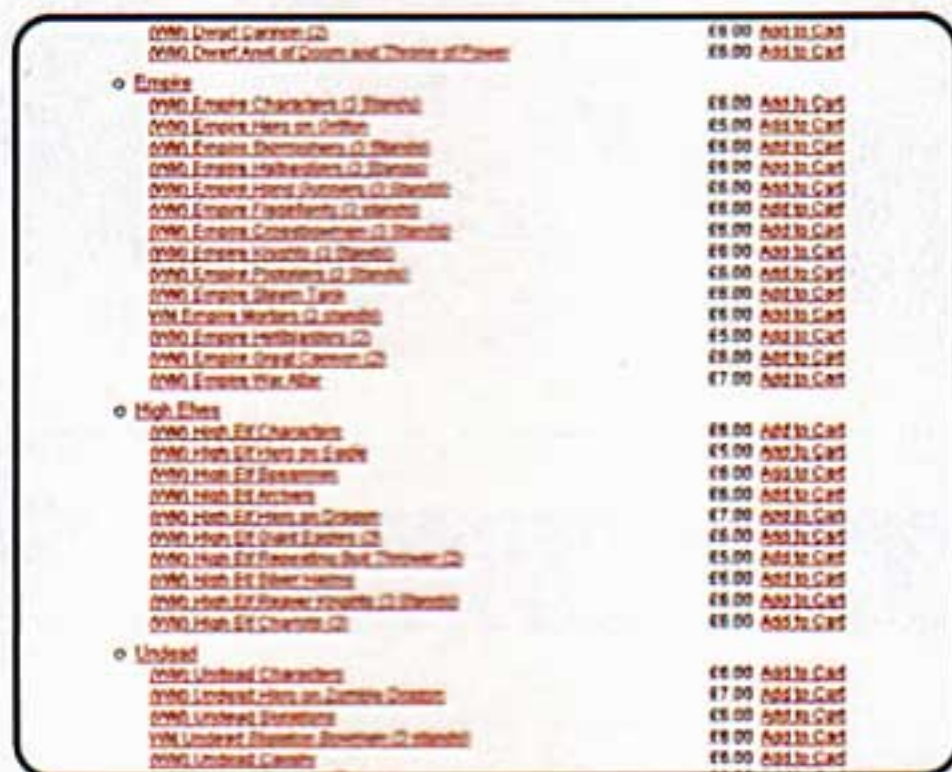 (WM) Dwarf Cannon (2) £6.00 Add to Cart
(WM) Dwarf Anvil of Doom and Throne of Power £6.00 Add to Cart
o Empire
(WM) Empire Characters (3 Stands) £6.00 Add to Cart
(WM) Empire Hero on Griffon £5.00 Add to Cart
(WM) Empire Skirmishers (3 Stands) £6.00 Add to Cart
(WM) Empire Halberdiers (3 Stands) £6.00 Add to Cart
(WM) Empire Hand Gunners (3 Stands) £6.00 Add to Cart
(WM) Empire Flagellants (3 stands) £6.00 Add to Cart
(WM) Empire Crossbowmen (3 Stands) £6.00 Add to Cart
(WM) Empire Knights (3 Stands) £6.00 Add to Cart
(WM) Empire Pistoliers (3 Stands) £6.00 Add to Cart
(WM) Empire Steam Tank £6.00 Add to Cart
WM Empire Mortars (3 stands) £6.00 Add to Cart
(WM) Empire Hellblasters (2) £5.00 Add to Cart
(WM) Empire Great Cannon (2) £6.00 Add to Cart
(WM) Empire War Altar £7.00 Add to Cart
o High Elves
(WM) High Elf Characters £6.00 Add to Cart
(WM) High Elf Hero on Eagle £5.00 Add to Cart
(WM) High Elf Spearmen £6.00 Add to Cart
(WM) High Elf Archers £6.00 Add to Cart
(WM) High Elf Hero on Dragon £7.00 Add to Cart
(WM) High Elf Giant Eagles (3) £6.00 Add to Cart
(WM) High Elf Repeating Bolt Thrower (2) £5.00 Add to Cart
(WM) High Elf Silver Helms £6.00 Add to Cart
(WM) High Elf Reaver Knights (3 Stands) £6.00 Add to Cart
(WM) High Elf Chariots (3) £6.00 Add to Cart
o Undead
(WM) Undead Characters £6.00 Add to Cart
(WM) Undead Hero on Zombie Dragon £7.00 Add to Cart
(WM) Undead Skeletons £6.00 Add to Cart
WM Undead Skeleton Bowmen (3 stands) £6.00 Add to Cart
(WM) Undead Cavalry £6.00 Add to Cart